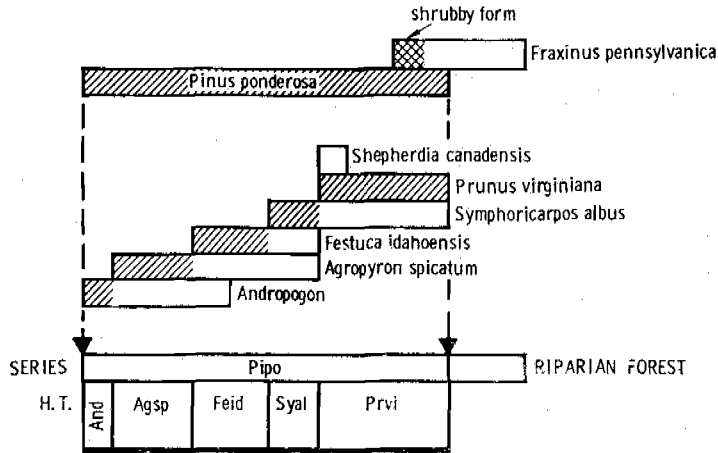 shrubby form
Fraxinus pennsylvanica
Pinus ponderosa
Shepherdia canadensis
Prunus virginiana
Symphoricarpos albus
Festuca idahoensis
Agropyron spicatum
Andropogon
SERIES Pipo RIPARIAN FOREST
H.T. And Agsp Feid Syal Prvi